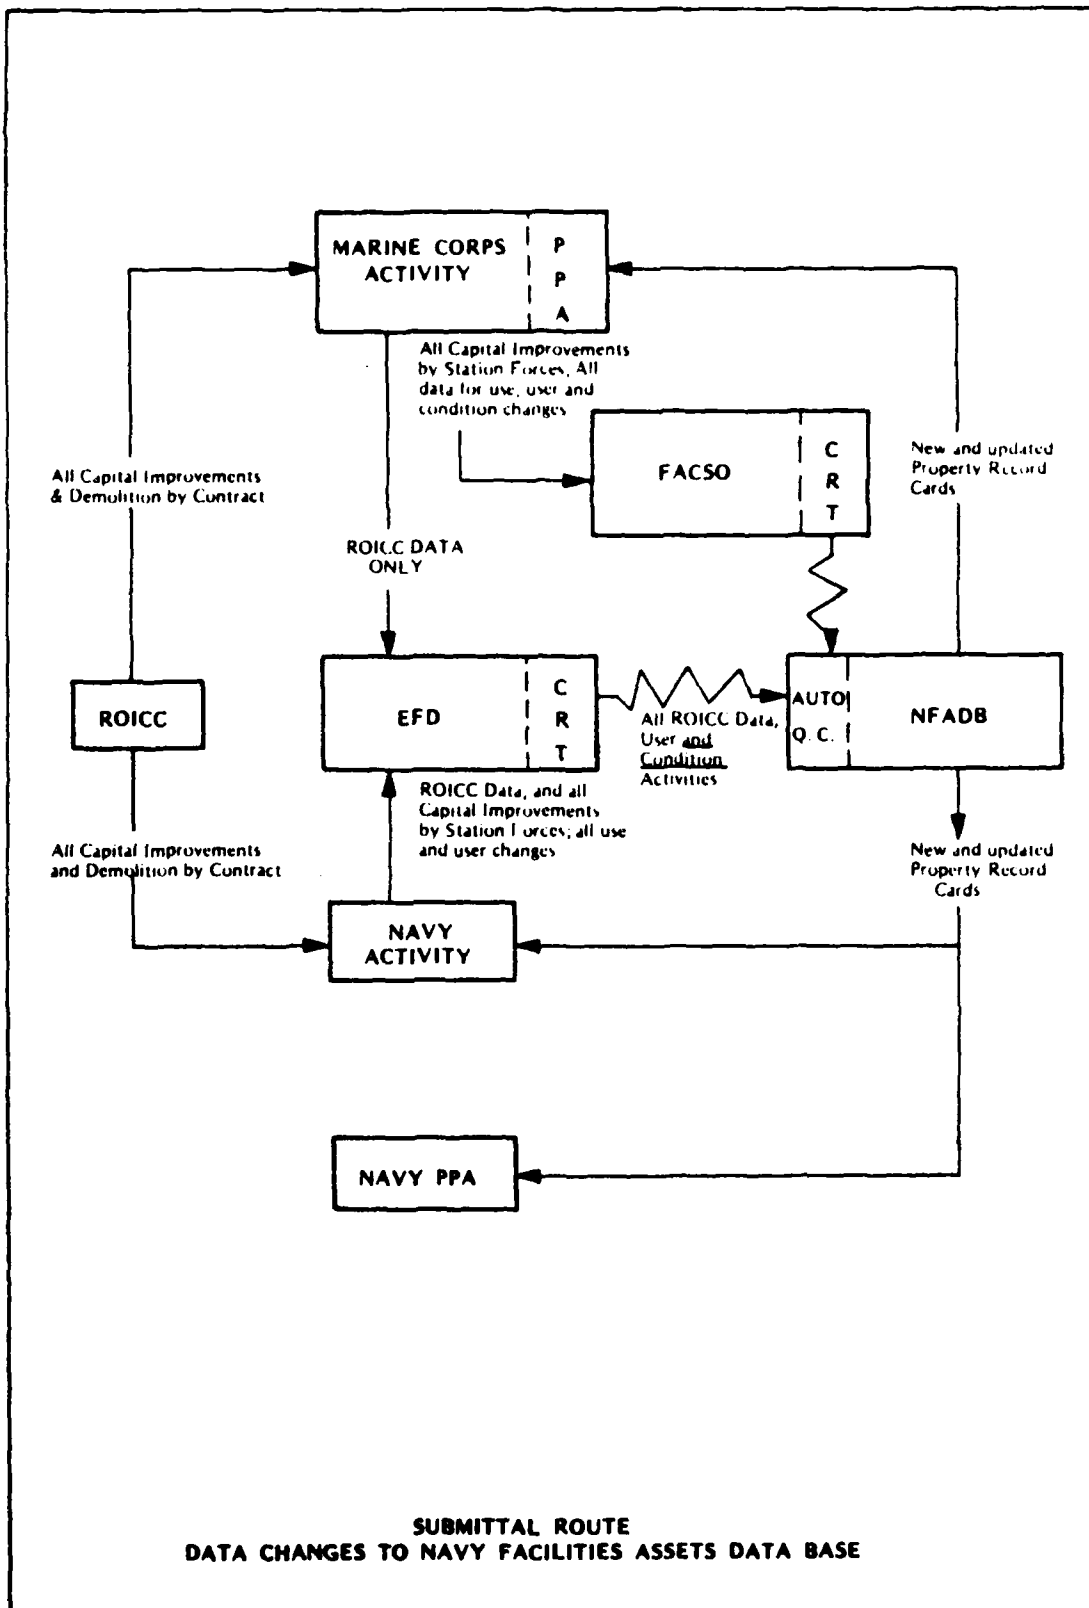 MARINE CORPS
ACTIVITY
P
P
A
All Capital Improvements
by Station Forces, All
data for use, user and
condition changes
FACSO
C
R
T
New and updated
Property Record
Cards
All Capital Improvements
& Demolition by Contract
ROICC DATA
ONLY
ROICC
EFD
C
R
T
All ROICC Data,
User and
Condition
Activities
AUTO
Q.C.
NFADB
ROICC Data, and all
Capital Improvements
by Station Forces; all use
and user changes
All Capital Improvements
and Demolition by Contract
New and updated
Property Record
Cards
NAVY
ACTIVITY
NAVY PPA
SUBMITTAL ROUTE
DATA CHANGES TO NAVY FACILITIES ASSETS DATA BASE